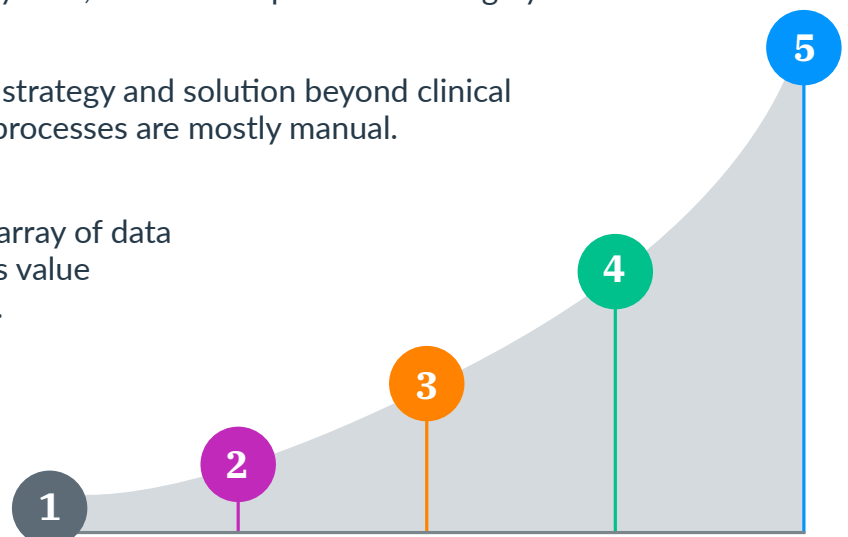 strategy and solution beyond clinical
processes are mostly manual.
array of data
s value
.
5
4
3
2
1